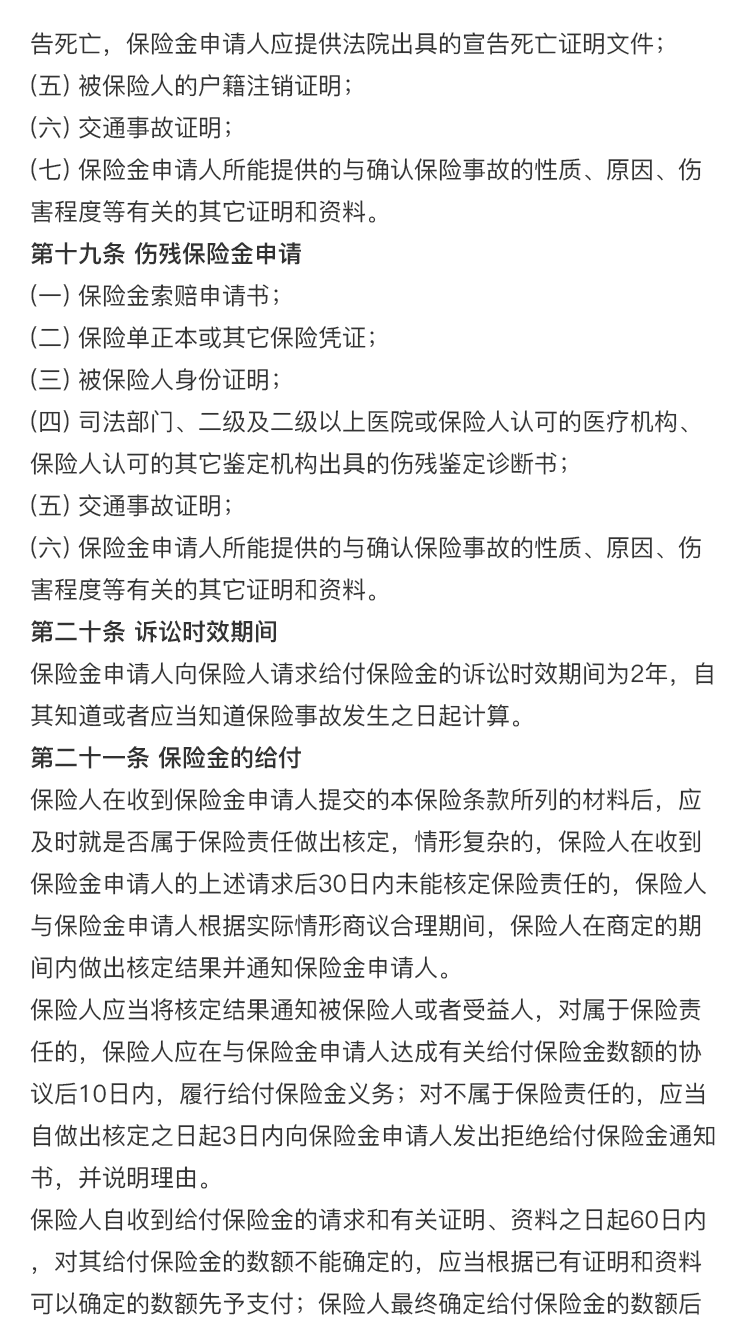 告死亡，保险金申请人应提供法院出具的宣告死亡证明文件；
(五) 被保险人的户籍注销证明；
(六) 交通事故证明；
(七) 保险金申请人所能提供的与确认保险事故的性质、原因、伤
害程度等有关的其它证明和资料。
第十九条 伤残保险金申请
(一) 保险金索赔申请书；
(二) 保险单正本或其它保险凭证；
(三) 被保险人身份证明；
(四) 司法部门、二级及二级以上医院或保险人认可的医疗机构、
保险人认可的其它鉴定机构出具的伤残鉴定诊断书；
(五) 交通事故证明；
(六) 保险金申请人所能提供的与确认保险事故的性质、原因、伤
害程度等有关的其它证明和资料。
第二十条 诉讼时效期间
保险金申请人向保险人请求给付保险金的诉讼时效期间为2年，自
其知道或者应当知道保险事故发生之日起计算。
第二十一条 保险金的给付
保险人在收到保险金申请人提交的本保险条款所列的材料后，应
及时就是否属于保险责任做出核定，情形复杂的，保险人在收到
保险金申请人的上述请求后30日内未能核定保险责任的，保险人
与保险金申请人根据实际情形商议合理期间，保险人在商定的期
间内做出核定结果并通知保险金申请人。
保险人应当将核定结果通知被保险人或者受益人，对属于保险责
任的，保险人应在与保险金申请人达成有关给付保险金数额的协
议后10日内，履行给付保险金义务；对不属于保险责任的，应当
自做出核定之日起3日内向保险金申请人发出拒绝给付保险金通知
书，并说明理由。
保险人自收到给付保险金的请求和有关证明、资料之日起60日内
，对其给付保险金的数额不能确定的，应当根据已有证明和资料
可以确定的数额先予支付；保险人最终确定给付保险金的数额后